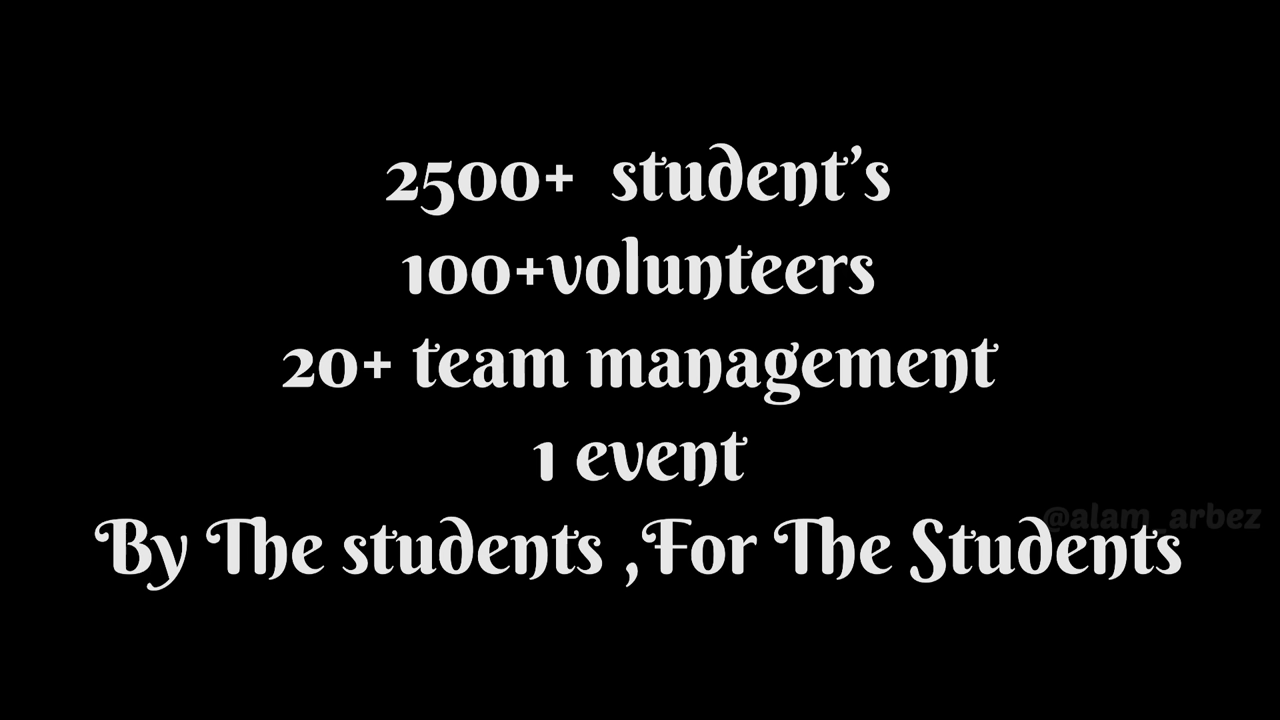 2500+ student's
100+volunteers
20+ team management
1 event
@alam_arbez
By The students ,For The Students